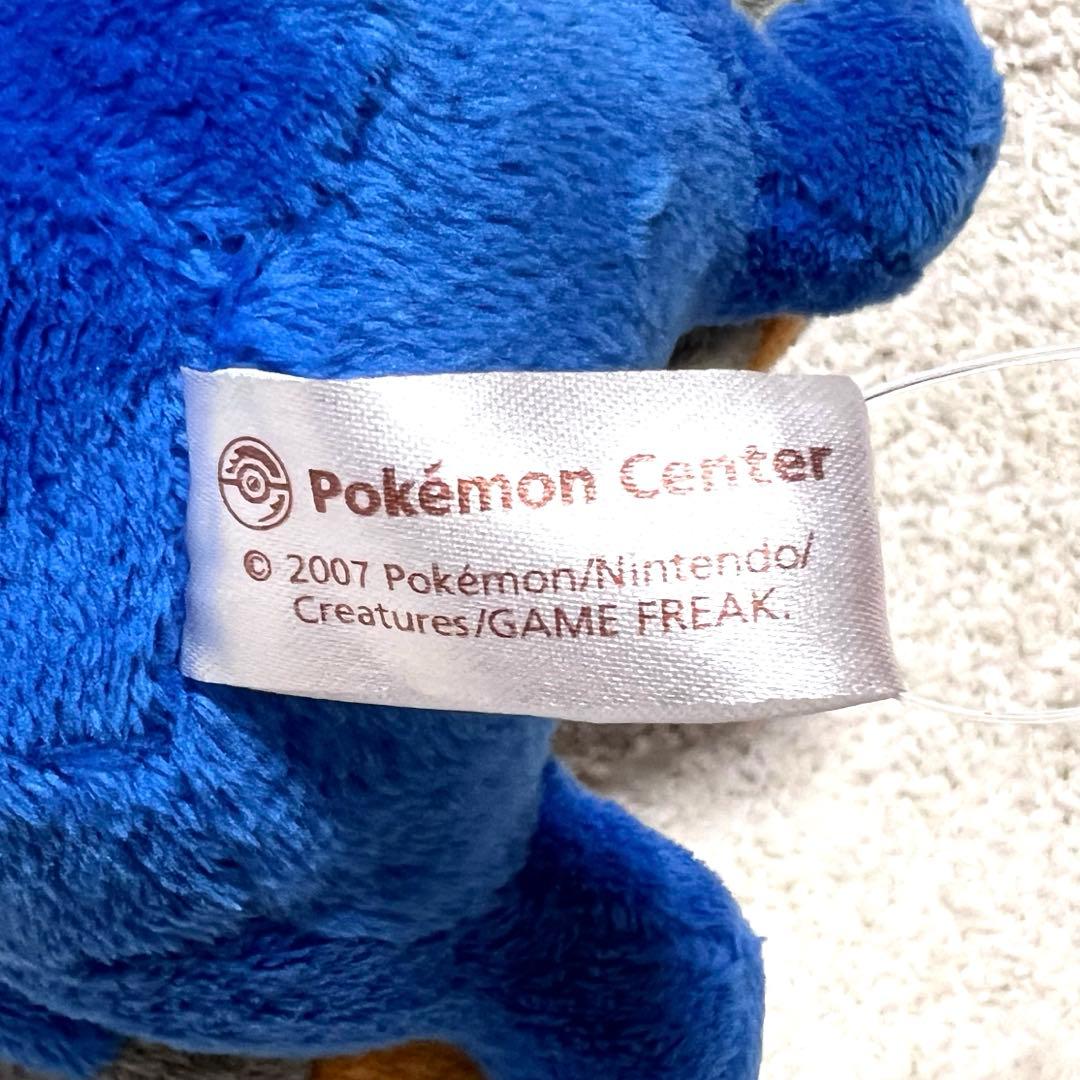 Pokémon Center
© 2007 Pokémon/Nintendo/
Creatures/GAME FREAK.